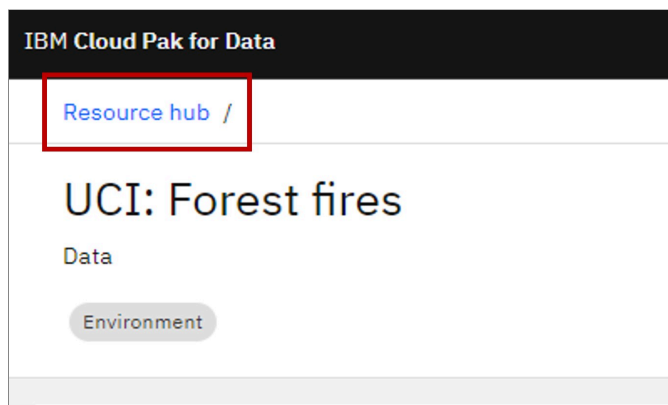 IBM Cloud Pak for Data
Resource hub /
UCI: Forest fires
Data
Environment